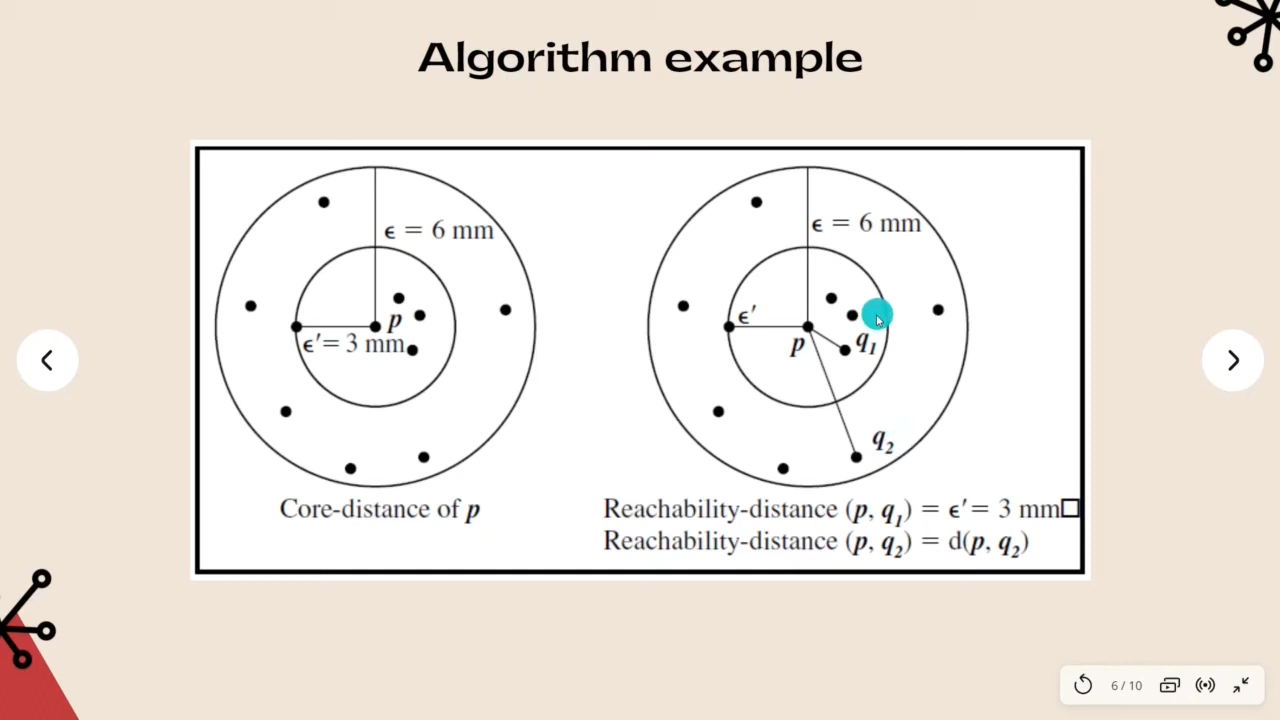 Algorithm example
ϵ = 6 mm
p
ϵ′= 3 mm
Core-distance of p
ϵ = 6 mm
ϵ′
p
q₁
q₂
Reachability-distance (p, q₁) = ϵ′= 3 mm
Reachability-distance (p, q₂) = d(p, q₂)
6 / 10